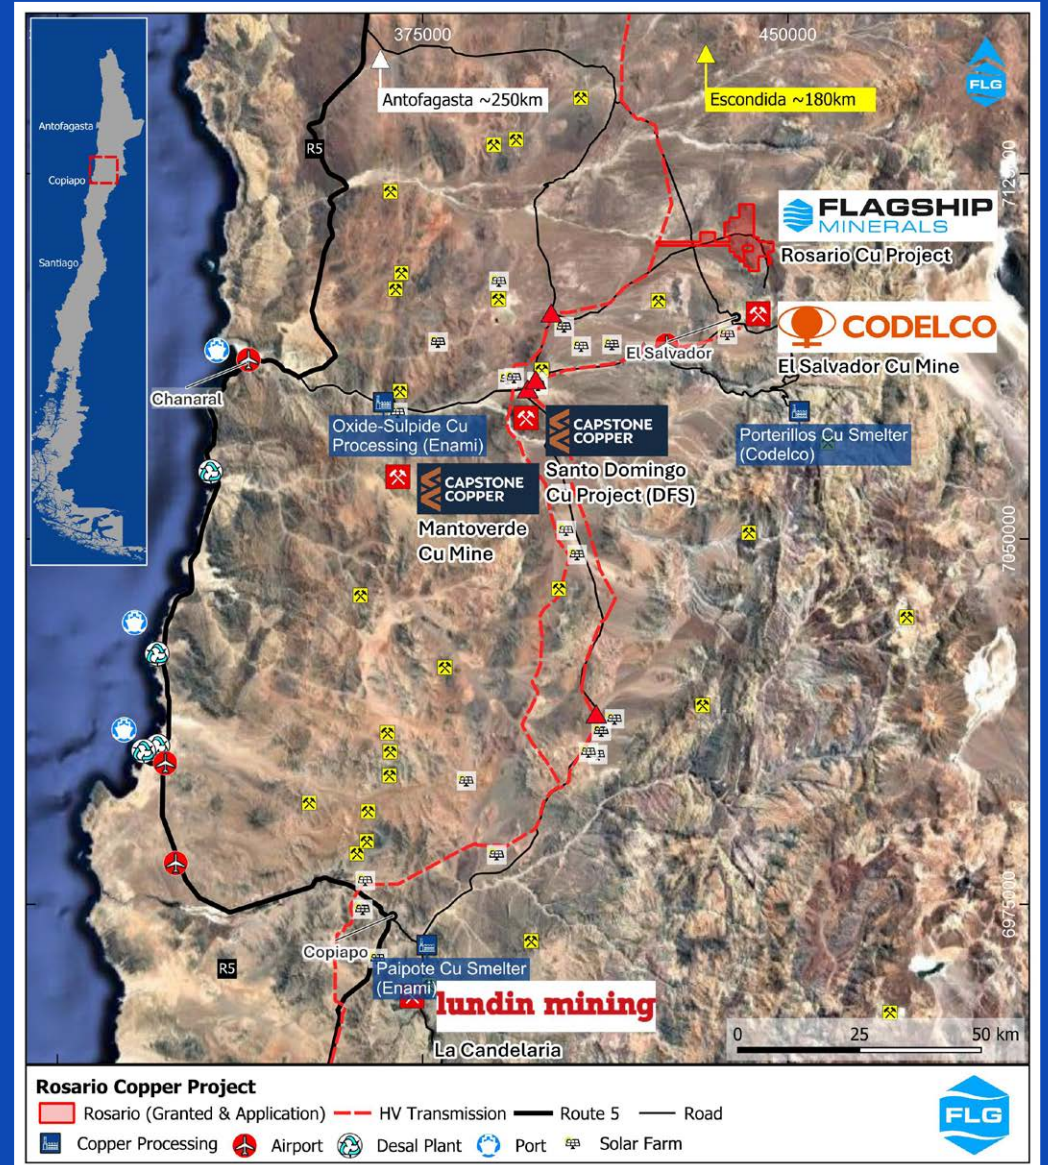 375000
450000
Antofagasta ~250km
Escondida ~180km
FLG
Antofagasta
Copiapo
Santiago
R5
7125000
FLAGSHIP
MINERALS
Rosario Cu Project
CODELCO
El Salvador Cu Mine
El Salvador
Chanaral
Oxide-Sulpide Cu
Processing (Enami)
CAPSTONE
COPPER
Santo Domingo
Cu Project (DFS)
Porterillos Cu Smelter
(Codelco)
CAPSTONE
COPPER
Mantoverde
Cu Mine
7050000
6975000
Copiapo
R5
Paipote Cu Smelter
(Enami)
lundin mining
La Candelaria
0 25 50 km
Rosario Copper Project
Rosario (Granted & Application) HV Transmission Route 5 Road
Copper Processing Airport Desal Plant Port Solar Farm
FLG